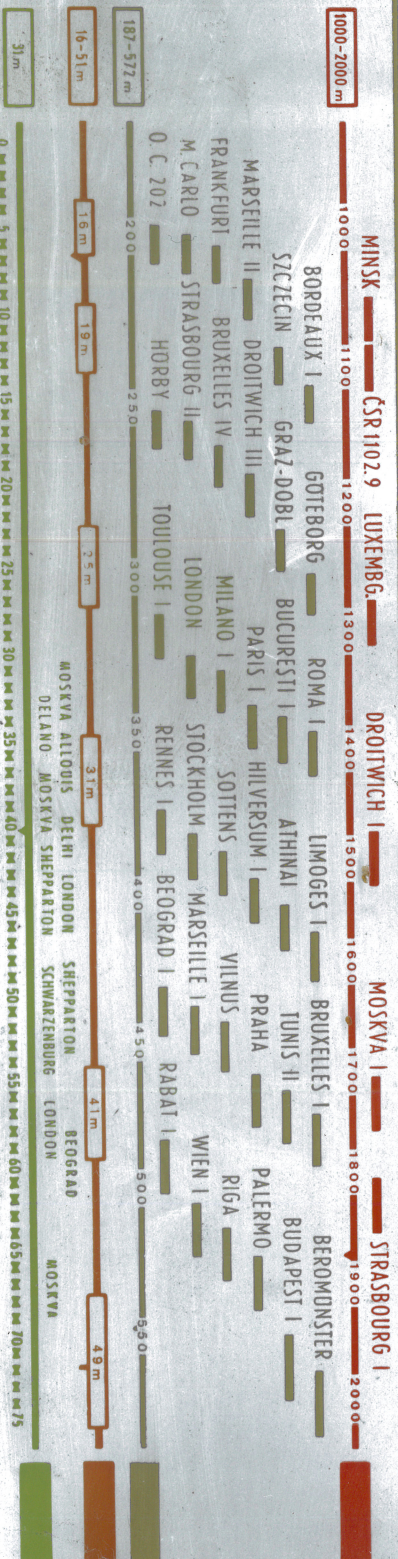 1000-2000 m
MINSK ČSR 1102.9 LUXEMBG. DROITWICH I MOSKVA I STRASBOURG I.
1000 1100 1200 1300 1400 1500 1600 1700 1800 1900 2000
BORDEAUX I GÖTEBORG ROMA I LIMOGES I BRUXELLES I BEROMÜNSTER
SZCZECIN GRAZ-DOBL BUCURESTI I ATHINAI TUNIS II BUDAPEST I
MARSEILLE II DROITWICH III PARIS I HILVERSUM I PRAHA PALERMO
FRANKFURT BRUXELLES IV MILANO I SOTTENS VILNUS RIGA
M. CARLO STRASBOURG II LONDON STOCKHOLM MARSEILLE I WIEN I
O. C. 202 HÖRBY TOULOUSE I RENNES I BEOGRAD I RABAT I
187-572 m
200 250 300 350 400 450 500 550
16-51 m
16 m 19 m 25 m 31 m 41 m 49 m
MOSKVA ALLOUIS DELHI LONDON SHEPPARTON BEOGRAD MOSKVA
DELANO MOSKVA SHEPPARTON SCHWARZENBURG LONDON
31 m
0 5 10 15 20 25 30 35 40 45 50 55 60 65 70 75